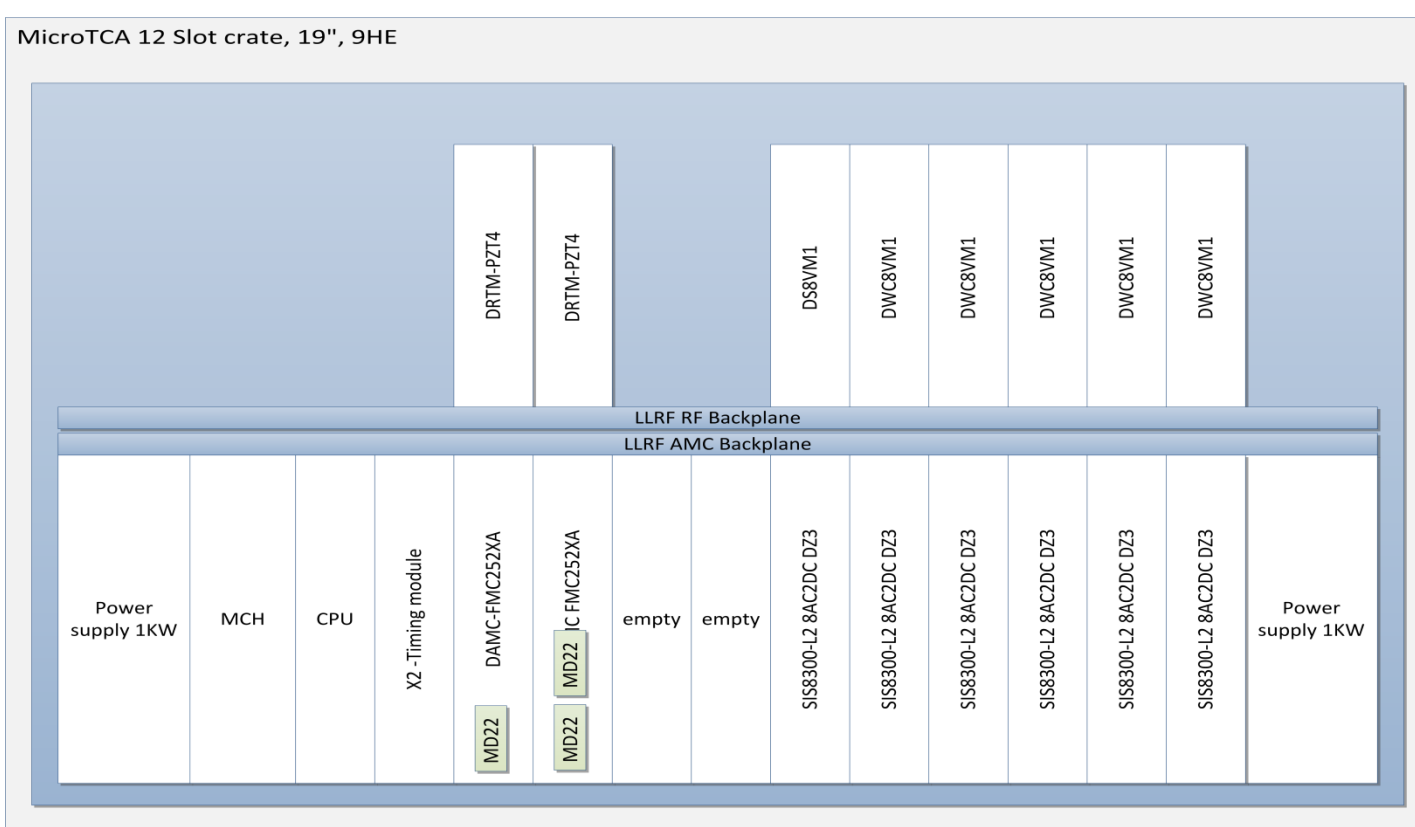 MicroTCA 12 Slot crate, 19", 9HE
DRTM-PZT4
DRTM-PZT4
DS8VM1
DWC8VM1
DWC8VM1
DWC8VM1
DWC8VM1
DWC8VM1
LLRF RF Backplane
LLRF AMC Backplane
Power
supply 1KW
MCH
CPU
X2 -Timing module
DAMC-FMC252XA
MD22
IC FMC252XA
MD22
MD22
empty
empty
SIS8300-L2 8AC2DC DZ3
SIS8300-L2 8AC2DC DZ3
SIS8300-L2 8AC2DC DZ3
SIS8300-L2 8AC2DC DZ3
SIS8300-L2 8AC2DC DZ3
SIS8300-L2 8AC2DC DZ3
Power
supply 1KW